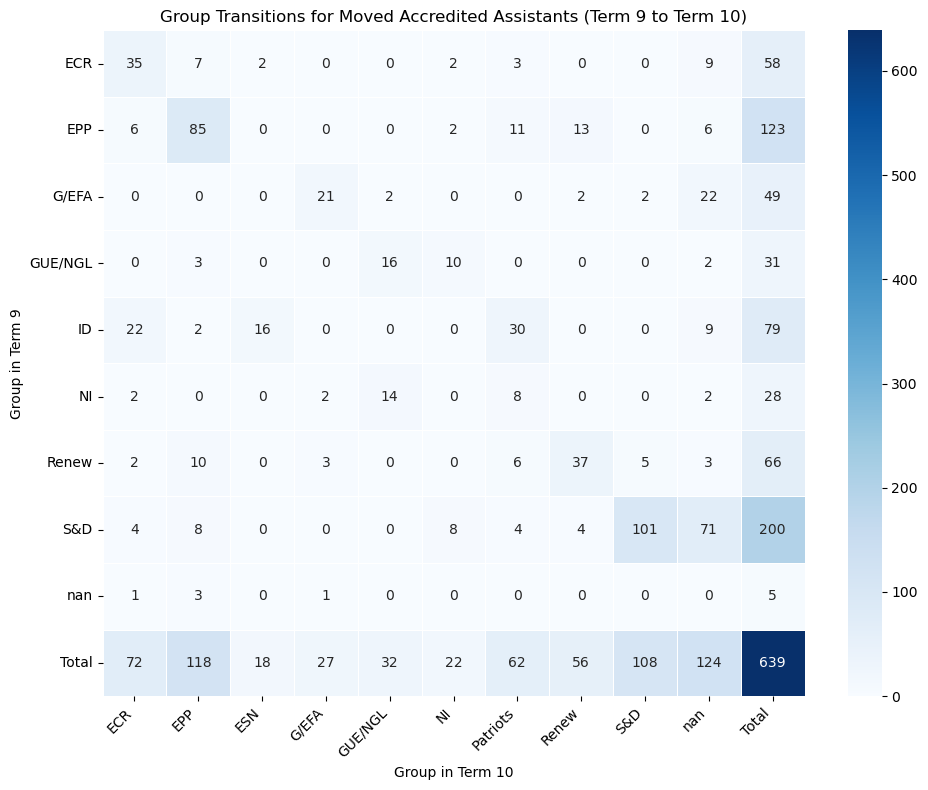 Group Transitions for Moved Accredited Assistants (Term 9 to Term 10)
ECR 35 7 2 0 0 2 3 0 0 9 58
EPP 6 85 0 0 0 2 11 13 0 6 123
G/EFA 0 0 0 21 2 0 0 2 2 22 49
GUE/NGL 0 3 0 0 16 10 0 0 0 2 31
ID 22 2 16 0 0 0 30 0 0 9 79
NI 2 0 0 2 14 0 8 0 0 2 28
Renew 2 10 0 3 0 0 6 37 5 3 66
S&D 4 8 0 0 0 8 4 4 101 71 200
nan 1 3 0 1 0 0 0 0 0 0 5
Total 72 118 18 27 32 22 62 56 108 124 639
ECR EPP ESN G/EFA GUE/NGL NI Patriots Renew S&D nan Total
Group in Term 10
Group in Term 9
600
500
400
300
200
100
0